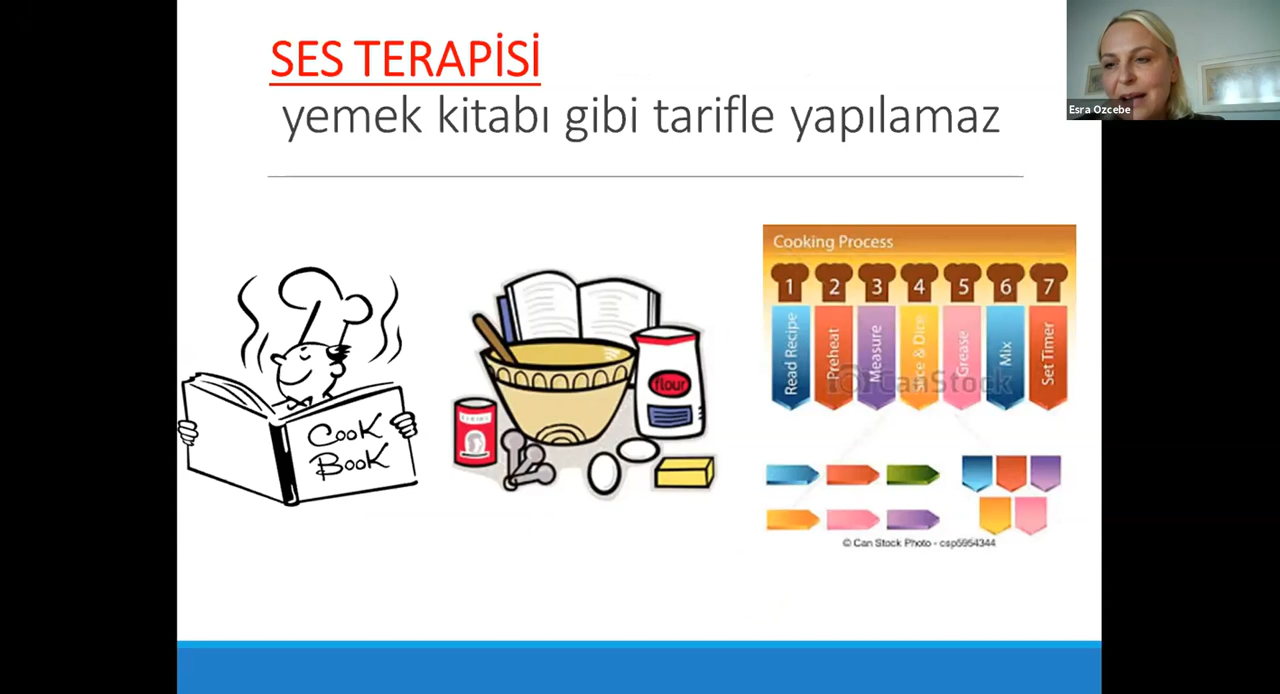 SES TERAPİSİ
yemek kitabı gibi tarifle yapılamaz
Esra Ozcebe
Cook
Book
flour
Cooking Process
1 2 3 4 5 6 7
Read Recipe
Preheat
Measure
Slice & Dice
Grease
Mix
Set Timer
CanStock
© Can Stock Photo - csp5954344